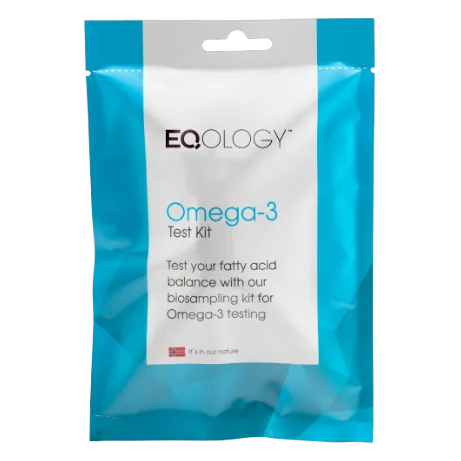 EQOLOGY™
Omega-3
Test Kit
Test your fatty acid
balance with our
biosampling kit for
Omega-3 testing
It's in our nature